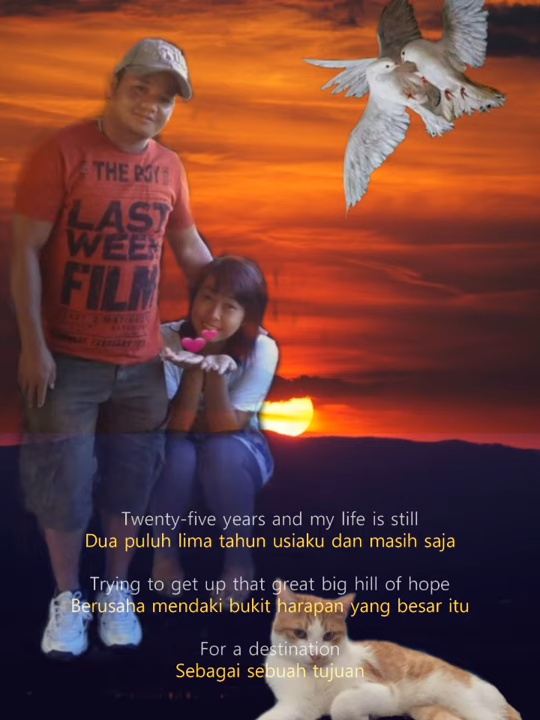 THE BOY
LAST
WEEK
FILM
Twenty-five years and my life is still
Dua puluh lima tahun usiaku dan masih saja
Trying to get up that great big hill of hope
Berusaha mendaki bukit harapan yang besar itu
For a destination
Sebagai sebuah tujuan